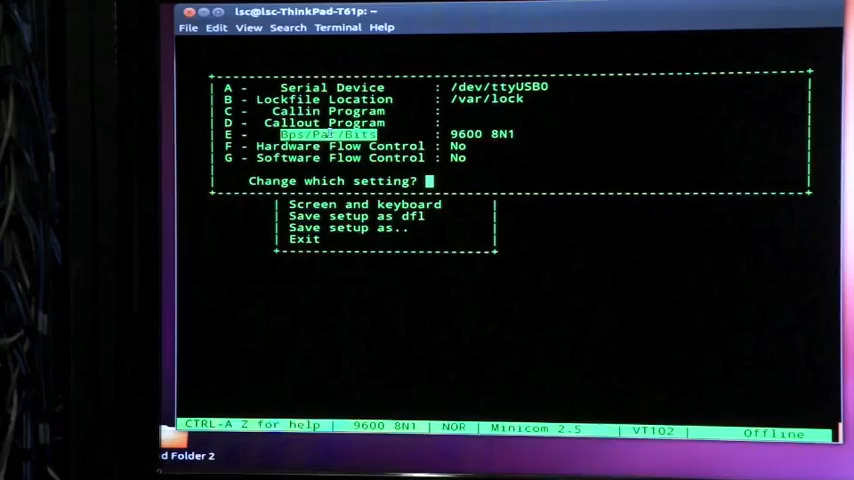 lsc@lsc-ThinkPad-T61p: ~
File Edit View Search Terminal Help
A - Serial Device : /dev/ttyUSB0
B - Lockfile Location : /var/lock
C - Callin Program :
D - Callout Program :
E - Bps/Par/Bits : 9600 8N1
F - Hardware Flow Control : No
G - Software Flow Control : No
Change which setting?
Screen and keyboard
Save setup as dfl
Save setup as..
Exit
CTRL-A Z for help | 9600 8N1 | NOR | Minicom 2.5 | VT102 | Offline
d Folder 2